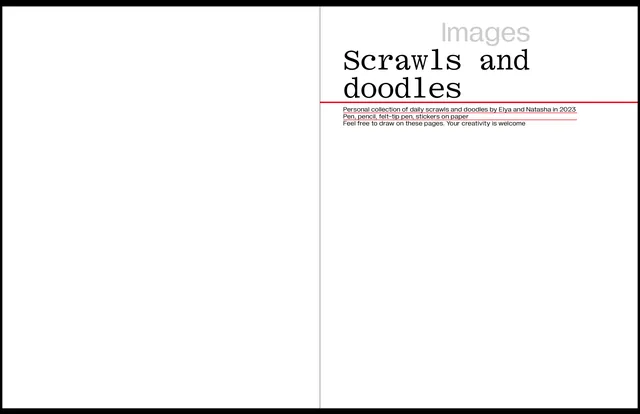 Images
Scrawls and
doodles
Personal collection of daily scrawls and doodles by Elya and Natasha in 2023
Pen, pencil, felt-tip pen, stickers on paper
Feel free to draw on these pages. Your creativity is welcome